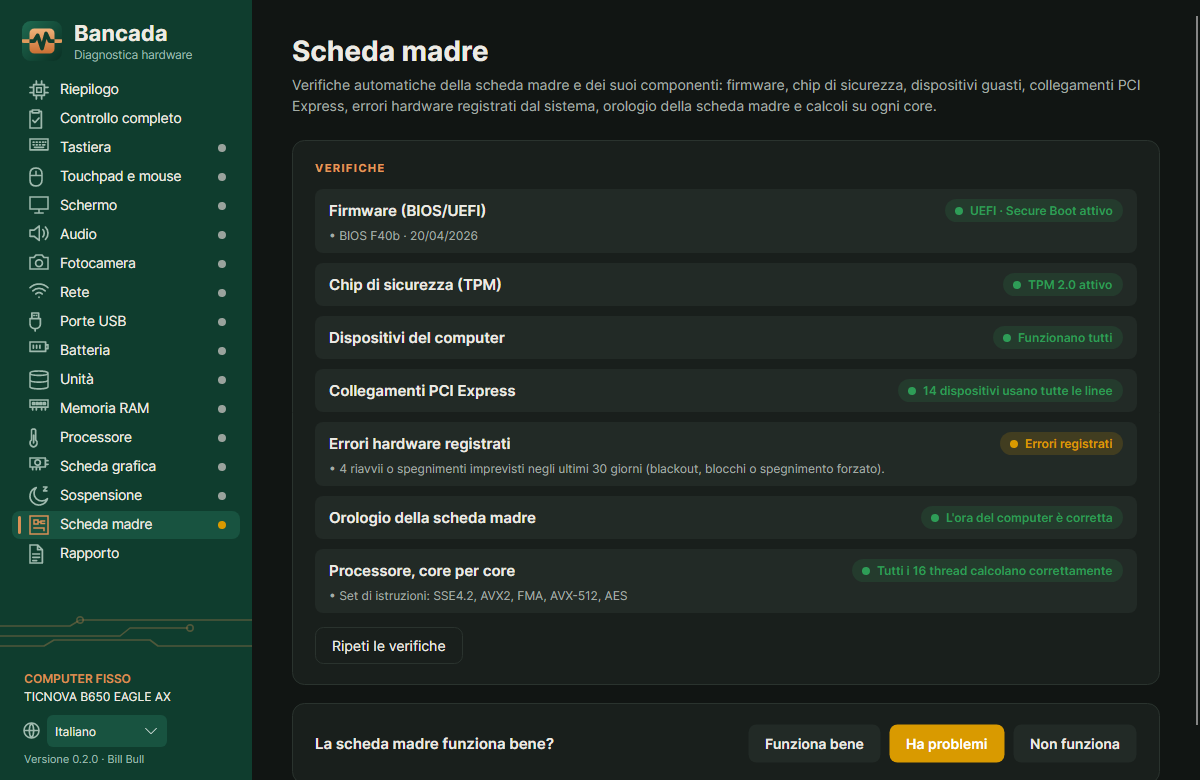 Bancada
Diagnostica hardware
Riepilogo
Controllo completo
Tastiera
Touchpad e mouse
Schermo
Audio
Fotocamera
Rete
Porte USB
Batteria
Unità
Memoria RAM
Processore
Scheda grafica
Sospensione
Scheda madre
Rapporto
COMPUTER FISSO
TICNOVA B650 EAGLE AX
Italiano
Versione 0.2.0 · Bill Bull
Scheda madre
Verifiche automatiche della scheda madre e dei suoi componenti: firmware, chip di sicurezza, dispositivi guasti, collegamenti PCI
Express, errori hardware registrati dal sistema, orologio della scheda madre e calcoli su ogni core.
VERIFICHE
Firmware (BIOS/UEFI)
UEFI · Secure Boot attivo
• BIOS F40b · 20/04/2026
Chip di sicurezza (TPM)
TPM 2.0 attivo
Dispositivi del computer
Funzionano tutti
Collegamenti PCI Express
14 dispositivi usano tutte le linee
Errori hardware registrati
Errori registrati
• 4 riavvii o spegnimenti imprevisti negli ultimi 30 giorni (blackout, blocchi o spegnimento forzato).
Orologio della scheda madre
L'ora del computer è corretta
Processore, core per core
Tutti i 16 thread calcolano correttamente
• Set di istruzioni: SSE4.2, AVX2, FMA, AVX-512, AES
Ripeti le verifiche
La scheda madre funziona bene?
Funziona bene
Ha problemi
Non funziona